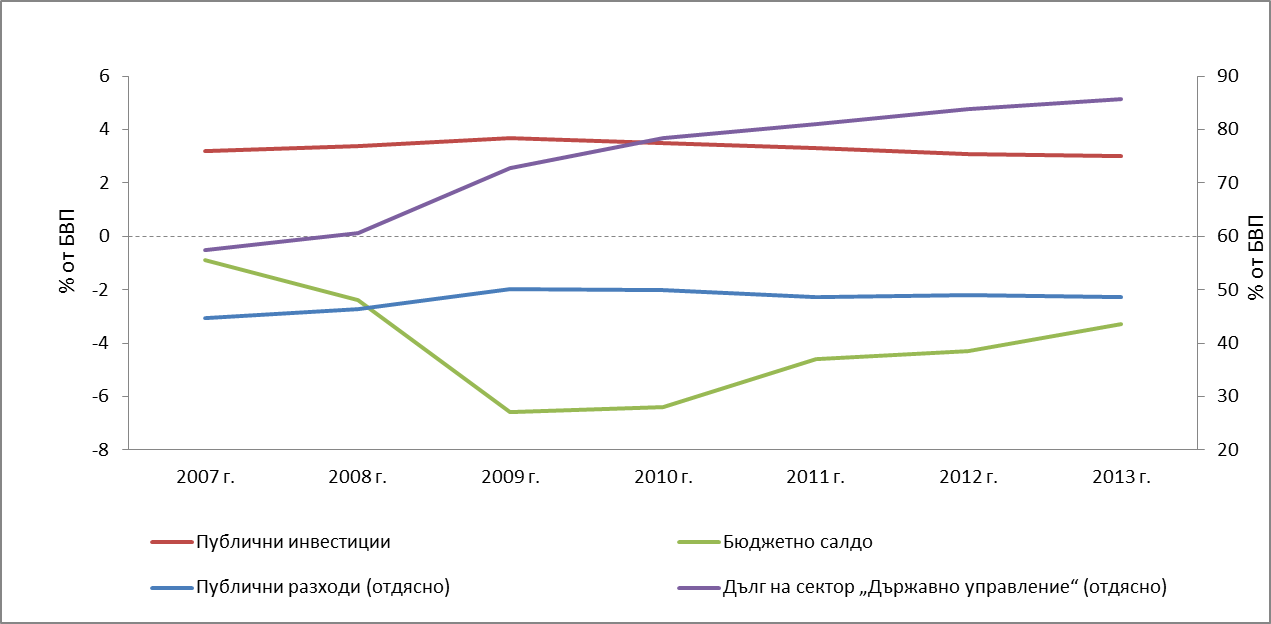 6
4
2
0
-2
-4
-6
-8
% от БВП
90
80
70
60
50
40
30
20
% от БВП
2007 г. 2008 г. 2009 г. 2010 г. 2011 г. 2012 г. 2013 г.
Публични инвестиции
Бюджетно салдо
Публични разходи (отдясно)
Дълг на сектор „Държавно управление“ (отдясно)